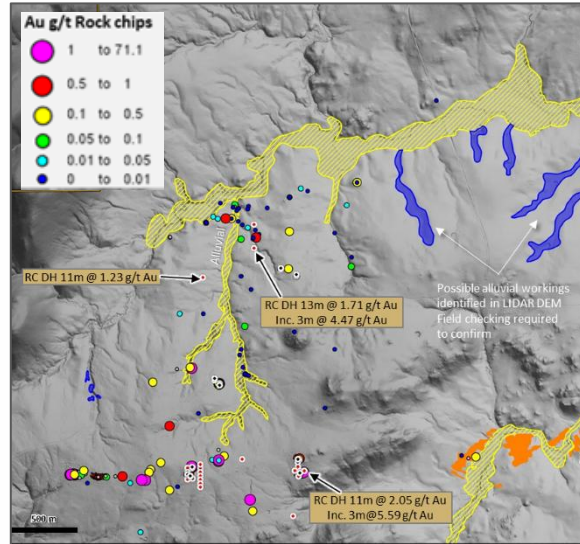 Au g/t Rock chips
1 to 71.1
0.5 to 1
0.1 to 0.5
0.05 to 0.1
0.01 to 0.05
0 to 0.01
Alluvial
RC DH 11m @ 1.23 g/t Au
RC DH 13m @ 1.71 g/t Au
Inc. 3m @ 4.47 g/t Au
Possible alluvial workings
identified in LIDAR DEM
Field checking required
to confirm
RC DH 11m @ 2.05 g/t Au
Inc. 3m@5.59 g/t Au
500 m